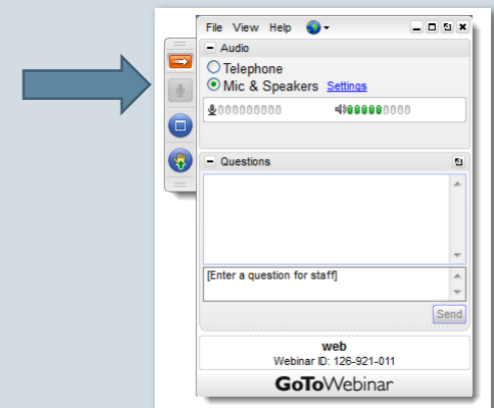 File View Help
Audio
Telephone
Mic & Speakers Settings
Questions
[Enter a question for staff]
Send
web
Webinar ID: 126-921-011
GoToWebinar